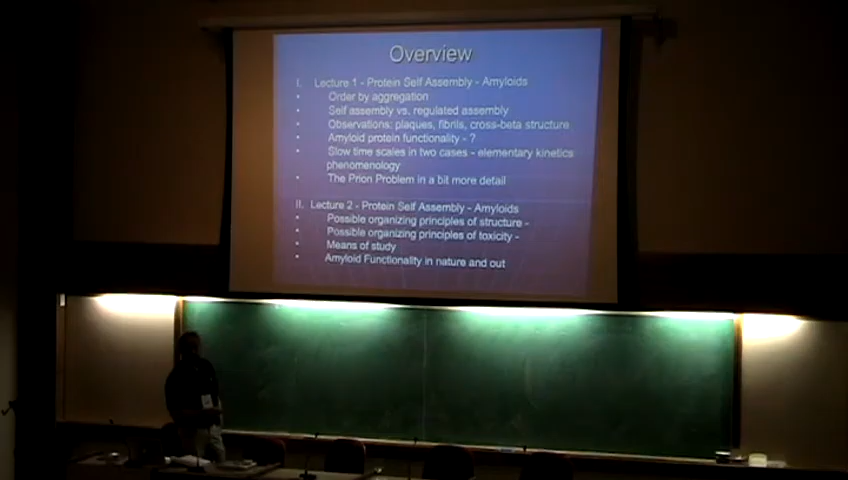 Overview
I. Lecture 1 - Protein Self Assembly - Amyloids
• Order by aggregation
• Self assembly vs. regulated assembly
• Observations: plaques, fibrils, cross-beta structure
• Amyloid protein functionality - ?
• Slow time scales in two cases - elementary kinetics
phenomenology
• The Prion Problem in a bit more detail
II. Lecture 2 - Protein Self Assembly - Amyloids
• Possible organizing principles of structure -
• Possible organizing principles of toxicity -
• Means of study
• Amyloid Functionality in nature and out